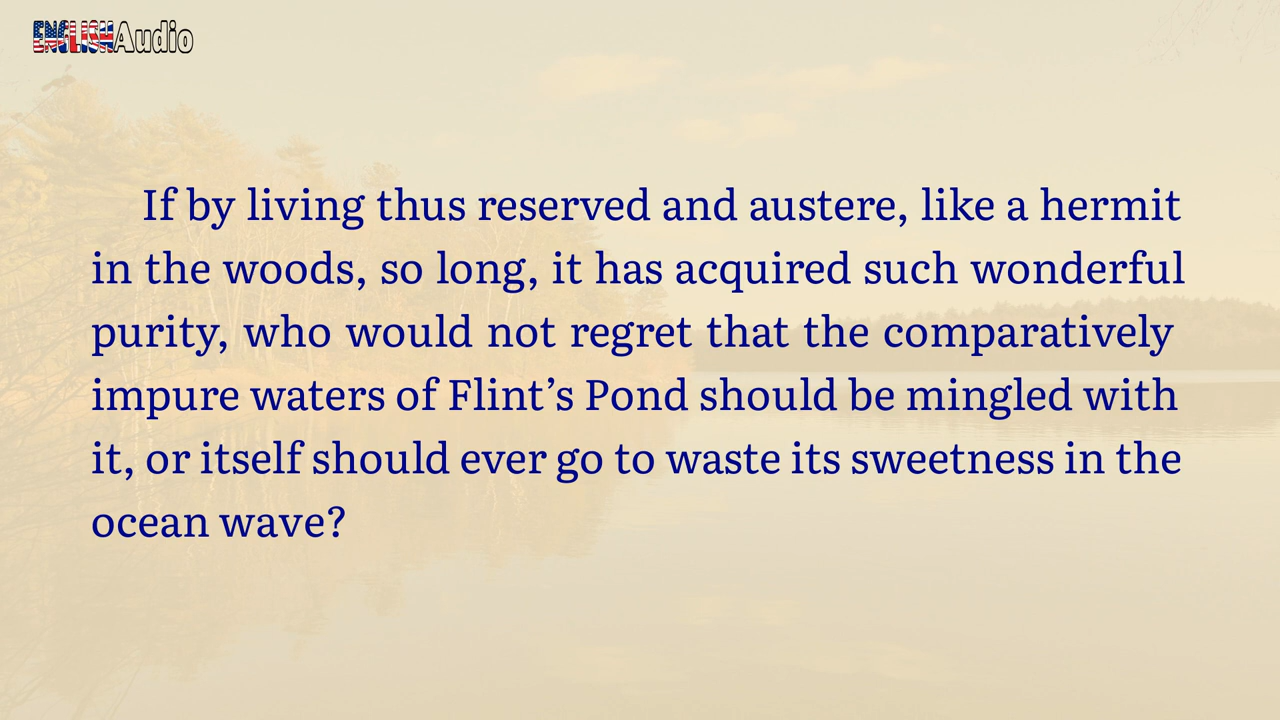 ENGLISHAudio
If by living thus reserved and austere, like a hermit
in the woods, so long, it has acquired such wonderful
purity, who would not regret that the comparatively
impure waters of Flint’s Pond should be mingled with
it, or itself should ever go to waste its sweetness in the
ocean wave?